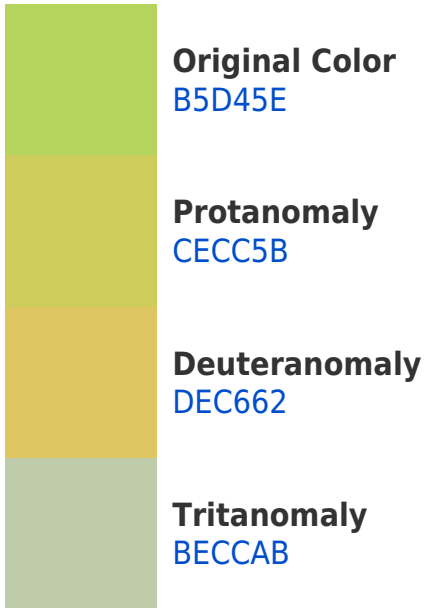 Original Color
B5D45E
Protanomaly
CECC5B
Deuteranomaly
DEC662
Tritanomaly
BECCAB